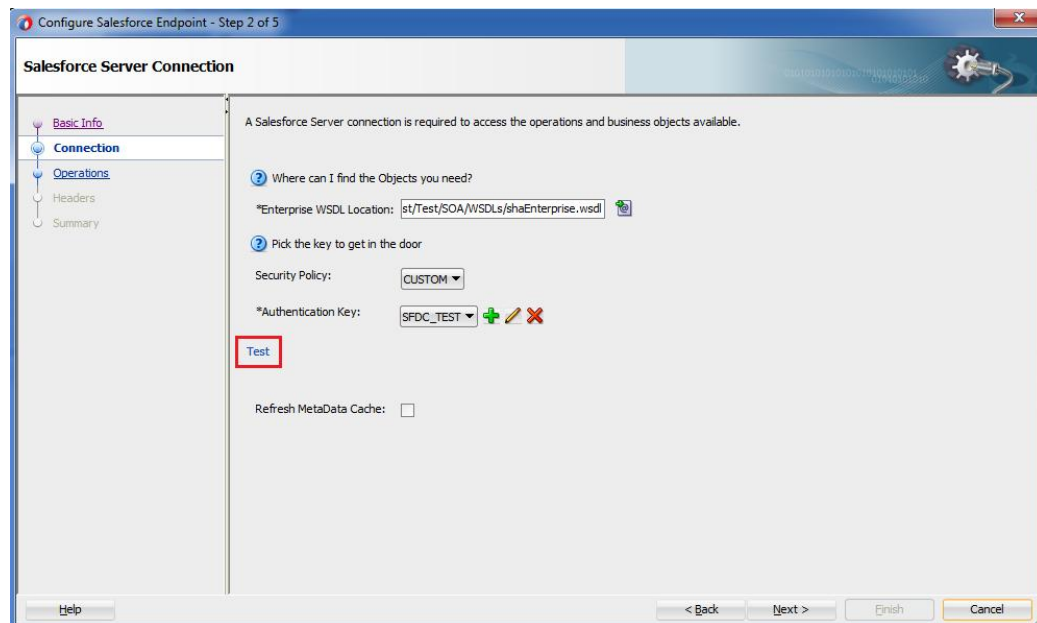 Configure Salesforce Endpoint - Step 2 of 5
x
Salesforce Server Connection
Basic Info
Connection
Operations
Headers
Summary
A Salesforce Server connection is required to access the operations and business objects available.
? Where can I find the Objects you need?
*Enterprise WSDL Location: st/Test/SOA/WSDLs/shaEnterprise.wsdl
? Pick the key to get in the door
Security Policy: CUSTOM
*Authentication Key: SFDC_TEST
Test
Refresh MetaData Cache:
Help
< Back Next > Finish Cancel